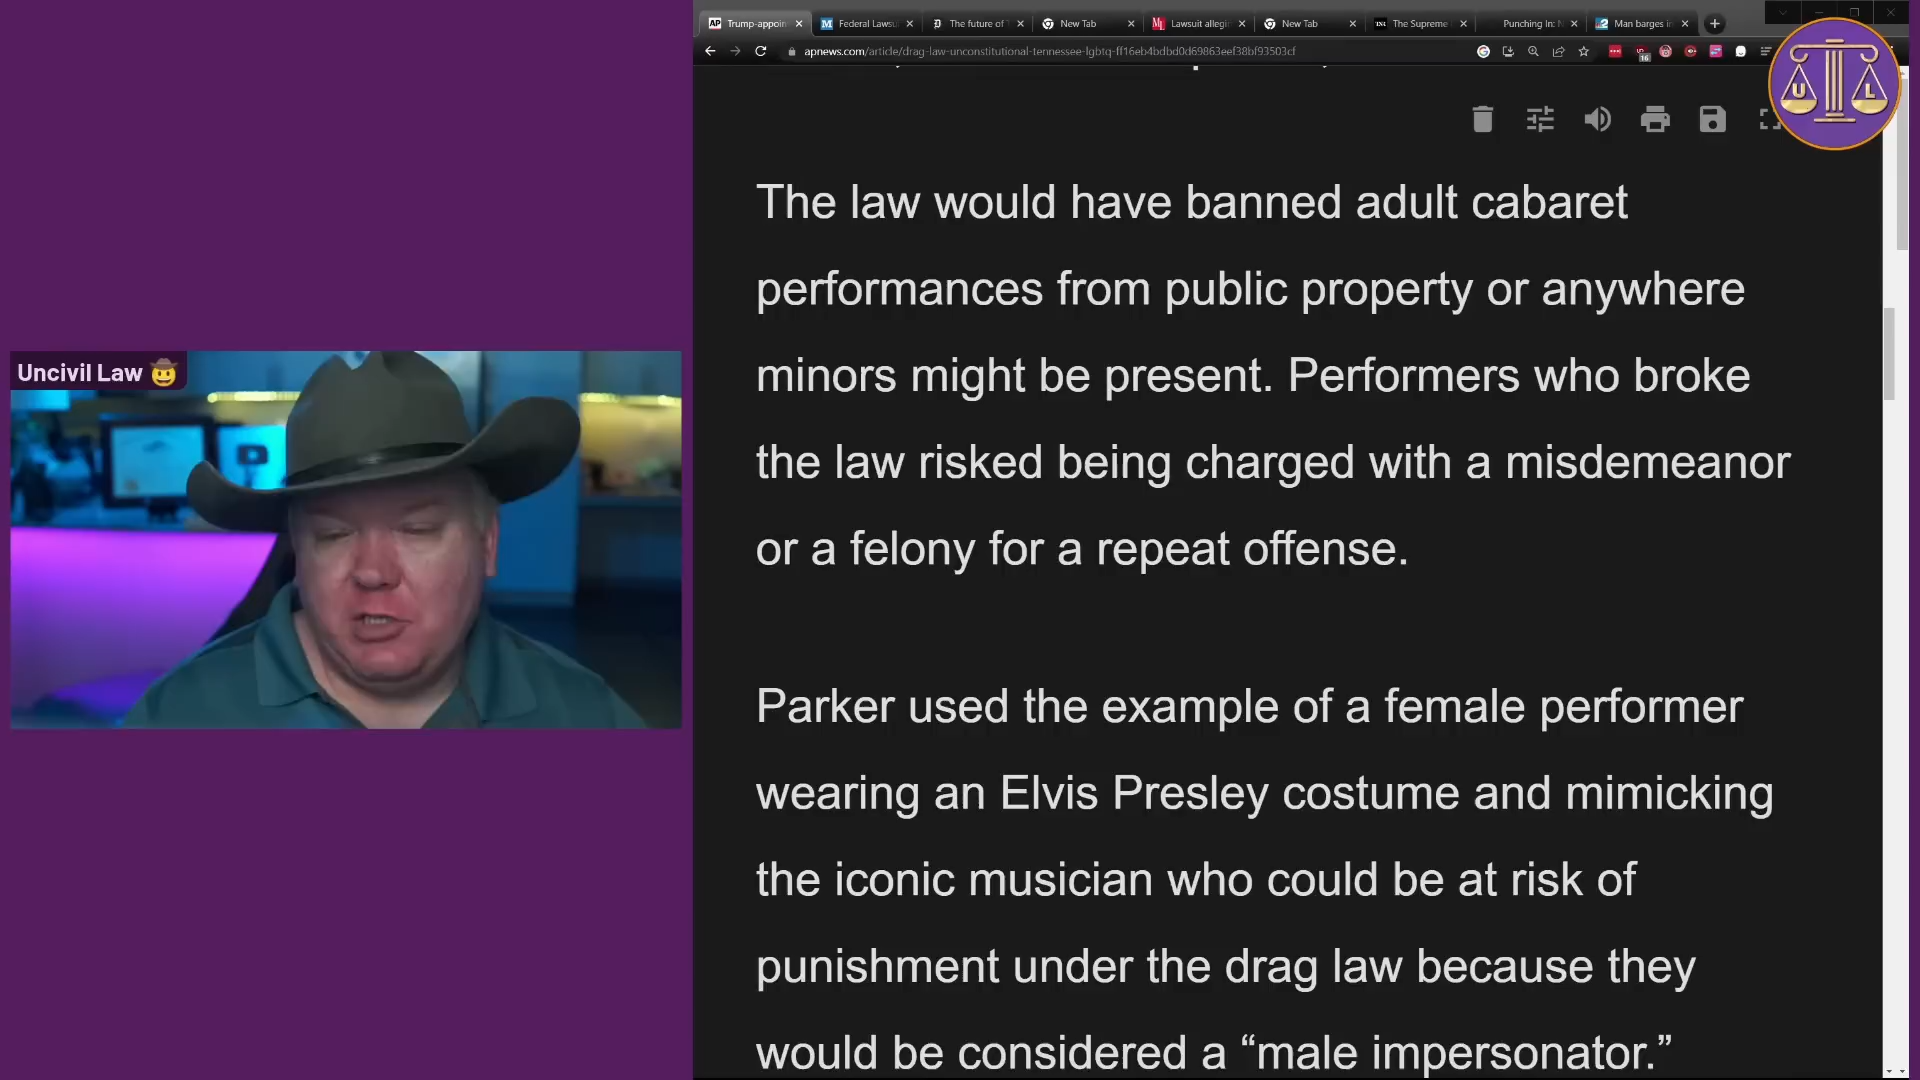 Trump-appoin
Federal Lawsu
The future of T
New Tab
Lawsuit allegin
New Tab
The Supreme
Punching In: N
Man barges in
apnews.com/article/drag-law-unconstitutional-tennessee-lgbtq-ff16eb4bdbd0d69863eef38bf93503cf
16
U L
Uncivil Law 🤠
The law would have banned adult cabaret
performances from public property or anywhere
minors might be present. Performers who broke
the law risked being charged with a misdemeanor
or a felony for a repeat offense.
Parker used the example of a female performer
wearing an Elvis Presley costume and mimicking
the iconic musician who could be at risk of
punishment under the drag law because they
would be considered a “male impersonator.”